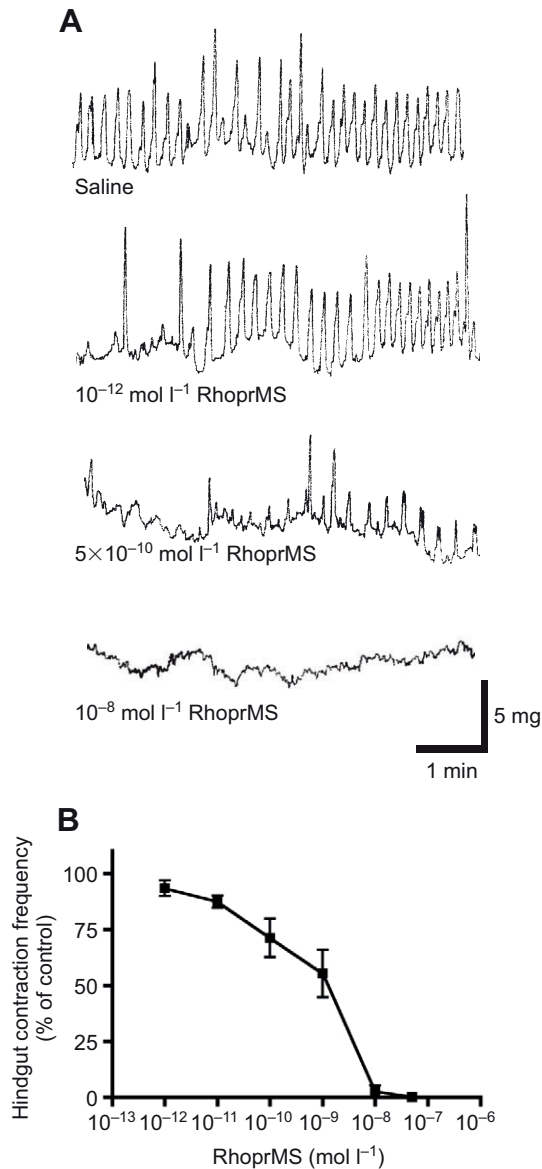 A
Saline
10⁻¹² mol l⁻¹ RhoprMS
5×10⁻¹⁰ mol l⁻¹ RhoprMS
10⁻⁸ mol l⁻¹ RhoprMS
5 mg
1 min
B
Hindgut contraction frequency
(% of control)
100
75
50
25
0
10⁻¹³ 10⁻¹² 10⁻¹¹ 10⁻¹⁰ 10⁻⁹ 10⁻⁸ 10⁻⁷ 10⁻⁶
RhoprMS (mol l⁻¹)